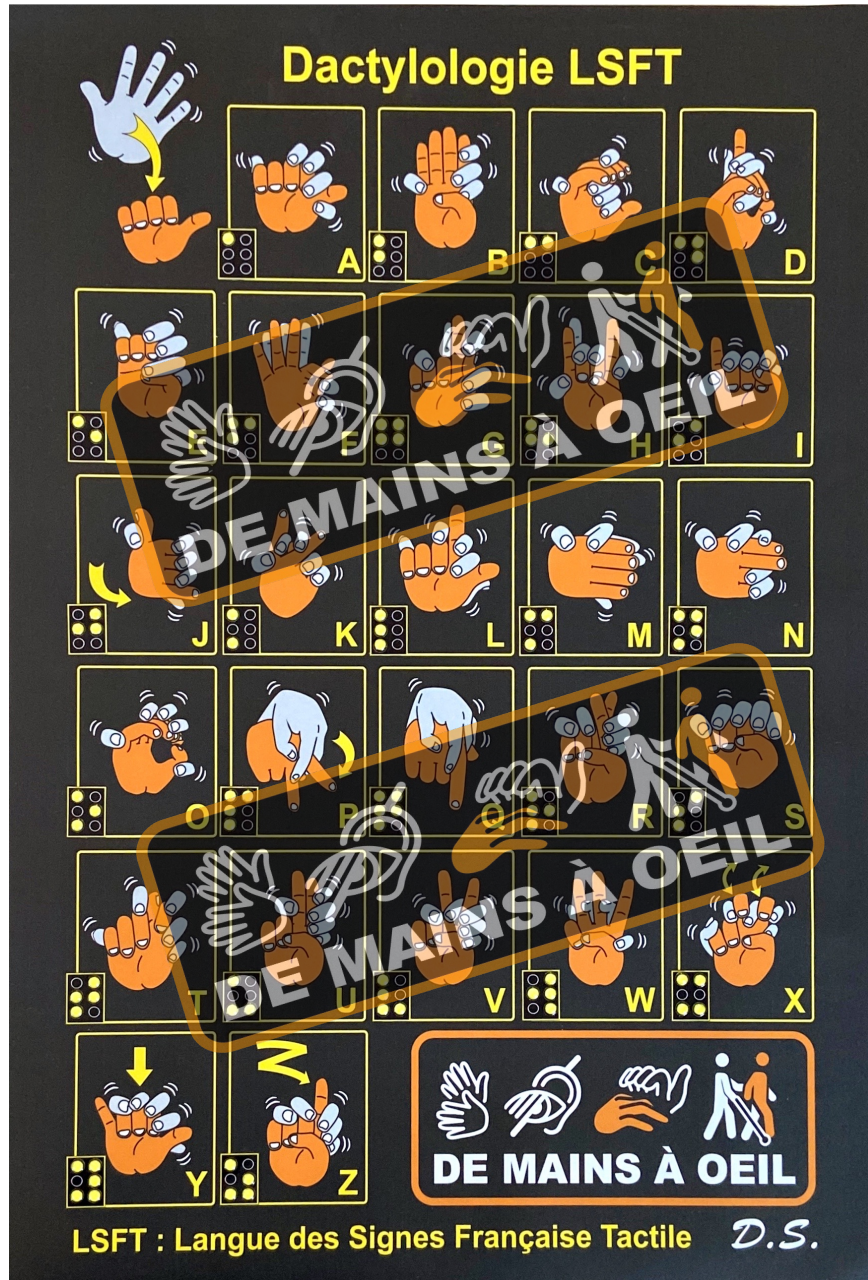 Dactylologie LSFT
A
B
C
D
E
F
G
H
I
DE MAINS À OEIL
J
K
L
M
N
O
P
Q
R
S
DE MAINS À OEIL
T
U
V
W
X
Y
Z
DE MAINS À OEIL
LSFT : Langue des Signes Française Tactile
D.S.